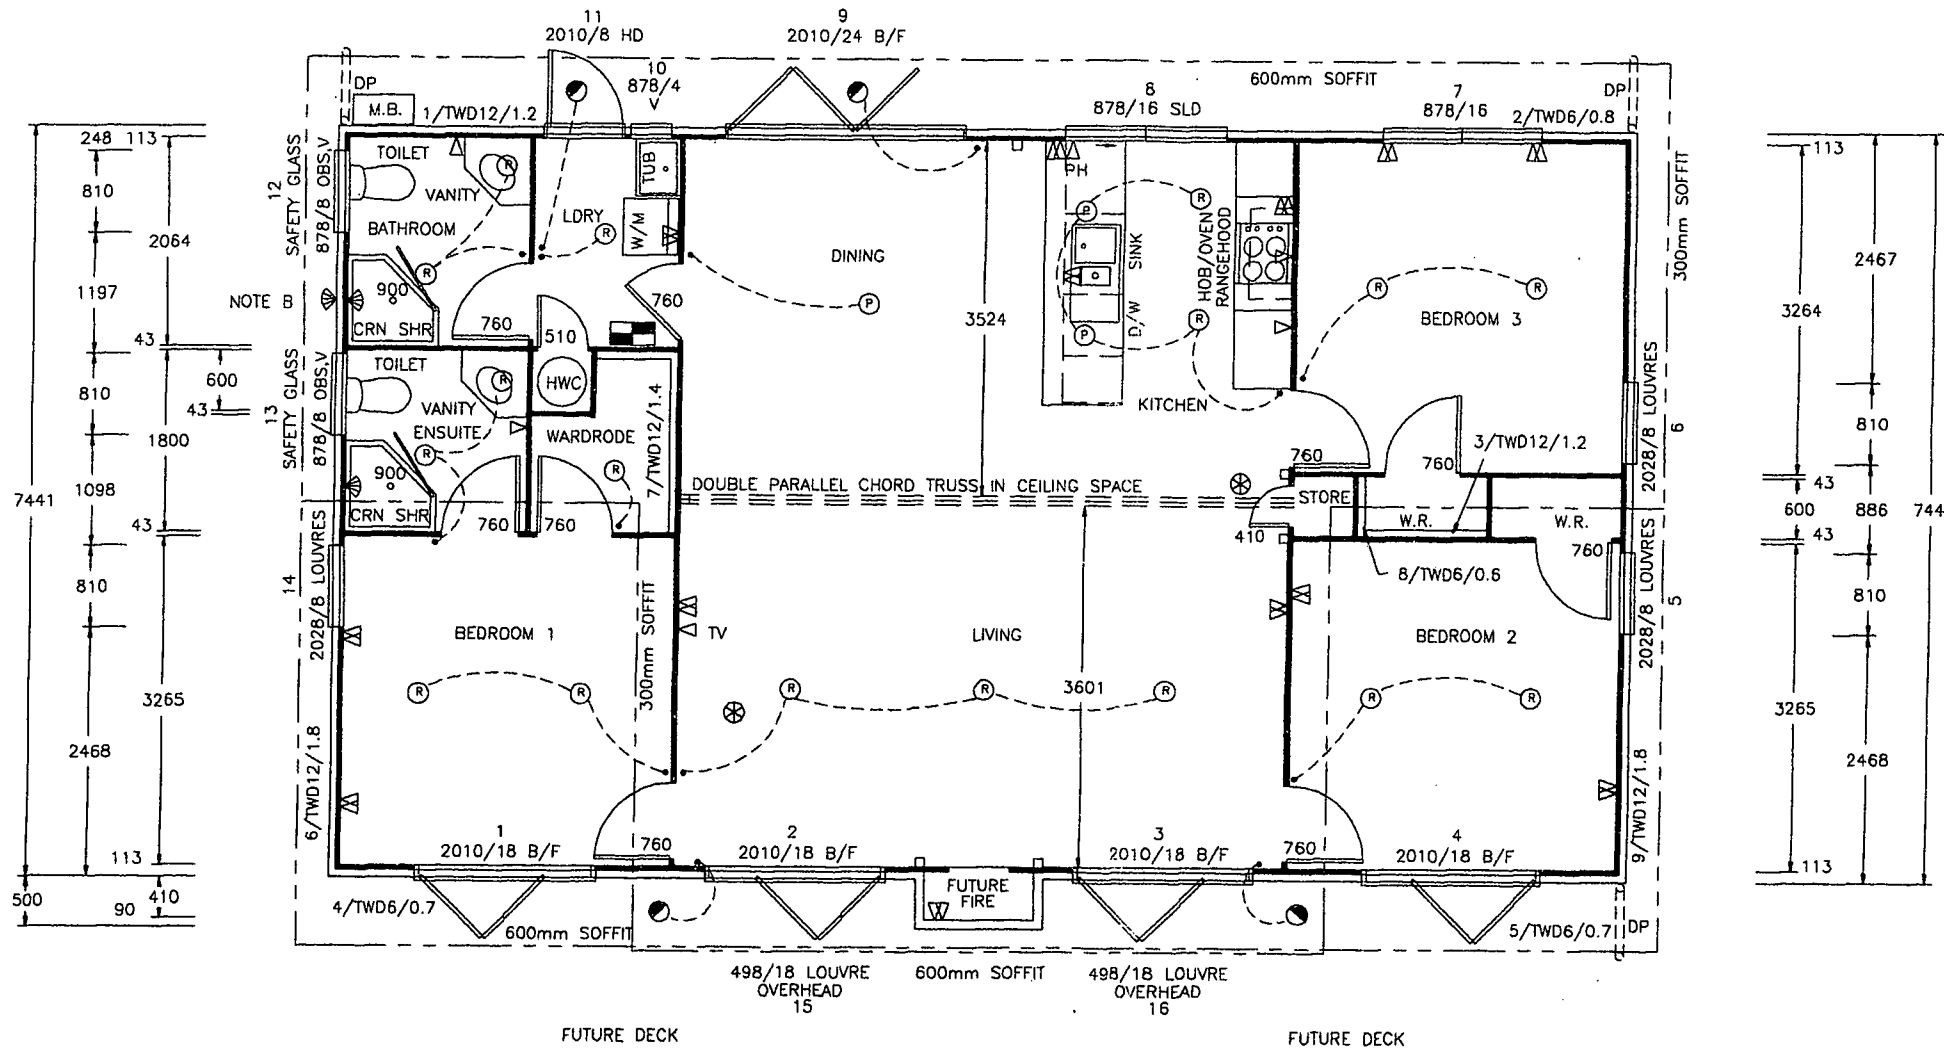 11
2010/8 HD
9
2010/24 B/F
10
878/4
V
600mm SOFFIT
8
878/16 SLD
7
878/16
2/TWD6/0.8
DP
DP
M.B.
1/TWD12/1.2
248
113
810
2064
1197
43
600
43
810
1800
1098
43
7441
810
3265
2468
113
500
410
90
12
SAFETY GLASS
878/8 OBS,V
NOTE B
13
SAFETY GLASS
878/8 OBS,V
14
2028/8 LOUVRES
6/TWD12/1.8
TOILET
VANITY
BATHROOM
R
R
900
CRN SHR
760
LDRY
R
TUB
W/M
510
760
HWC
TOILET
VANITY
ENSUITE
R
R
900
CRN SHR
760
760
WARDRODE
R
7/TWD12/1.4
DINING
P
3524
PH
P
R
SINK
D/W
HOB/OVEN
RANGEHOOD
P
R
KITCHEN
BEDROOM 3
R
R
760
760
3/TWD12/1.2
DOUBLE PARALLEL CHORD TRUSS IN CEILING SPACE
STORE
W.R.
W.R.
410
760
8/TWD6/0.6
BEDROOM 1
R
R
300mm SOFFIT
TV
LIVING
R
R
R
3601
BEDROOM 2
R
R
760
760
1
2010/18 B/F
2
2010/18 B/F
3
2010/18 B/F
4
2010/18 B/F
FUTURE
FIRE
4/TWD6/0.7
600mm SOFFIT
5/TWD6/0.7
DP
498/18 LOUVRE
OVERHEAD
15
600mm SOFFIT
498/18 LOUVRE
OVERHEAD
16
FUTURE DECK
FUTURE DECK
300mm SOFFIT
6
2028/8 LOUVRES
5
2028/8 LOUVRES
9/TWD12/1.8
113
2467
3264
810
43
600
886
43
744
810
3265
2468
113